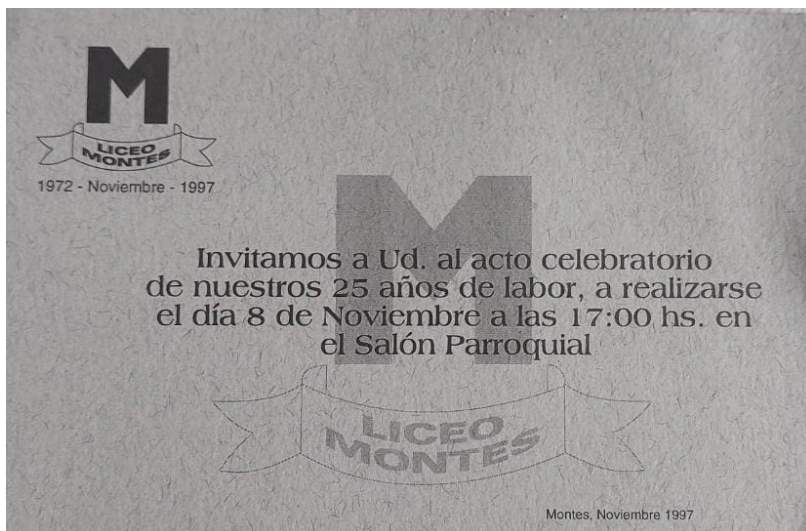 M
LICEO
MONTES
1972 - Noviembre - 1997
M
Invitamos a Ud. al acto celebratorio
de nuestros 25 años de labor, a realizarse
el día 8 de Noviembre a las 17:00 hs. en
el Salón Parroquial
LICEO
MONTES
Montes, Noviembre 1997